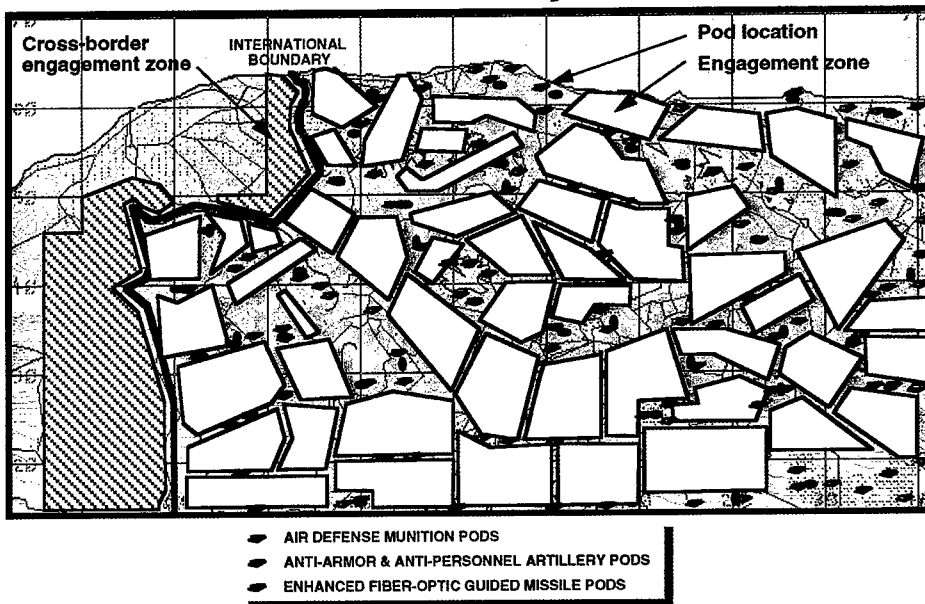 Cross-border
engagement zone
INTERNATIONAL
BOUNDARY
Pod location
Engagement zone
AIR DEFENSE MUNITION PODS
ANTI-ARMOR & ANTI-PERSONNEL ARTILLERY PODS
ENHANCED FIBER-OPTIC GUIDED MISSILE PODS